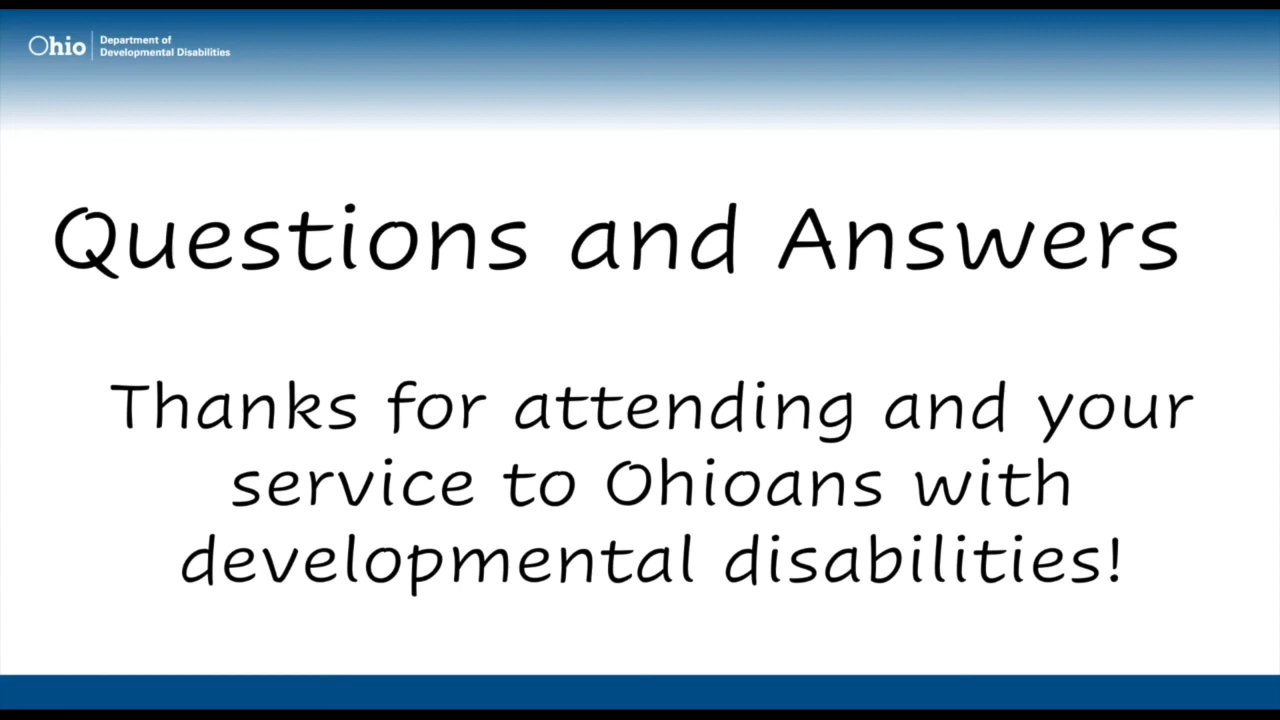 Ohio
Department of
Developmental Disabilities
Questions and Answers
Thanks for attending and your
service to Ohioans with
developmental disabilities!